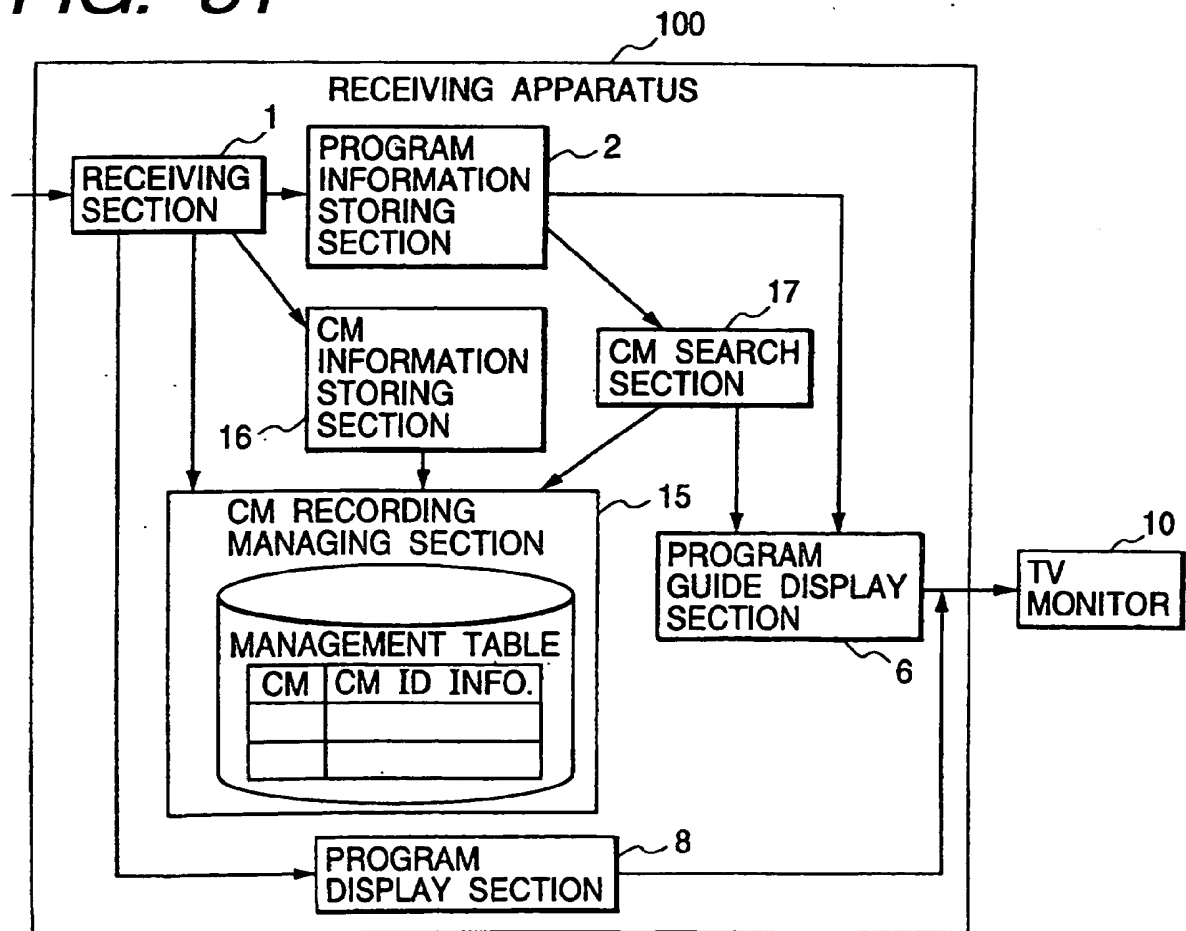 FIG. 31
100
RECEIVING APPARATUS
1
RECEIVING
SECTION
PROGRAM
INFORMATION
STORING
SECTION
2
CM
INFORMATION
STORING
SECTION
16
17
CM SEARCH
SECTION
CM RECORDING
MANAGING SECTION
15
MANAGEMENT TABLE
CM CM ID INFO.
PROGRAM
GUIDE DISPLAY
SECTION
6
10
TV
MONITOR
PROGRAM
DISPLAY SECTION
8